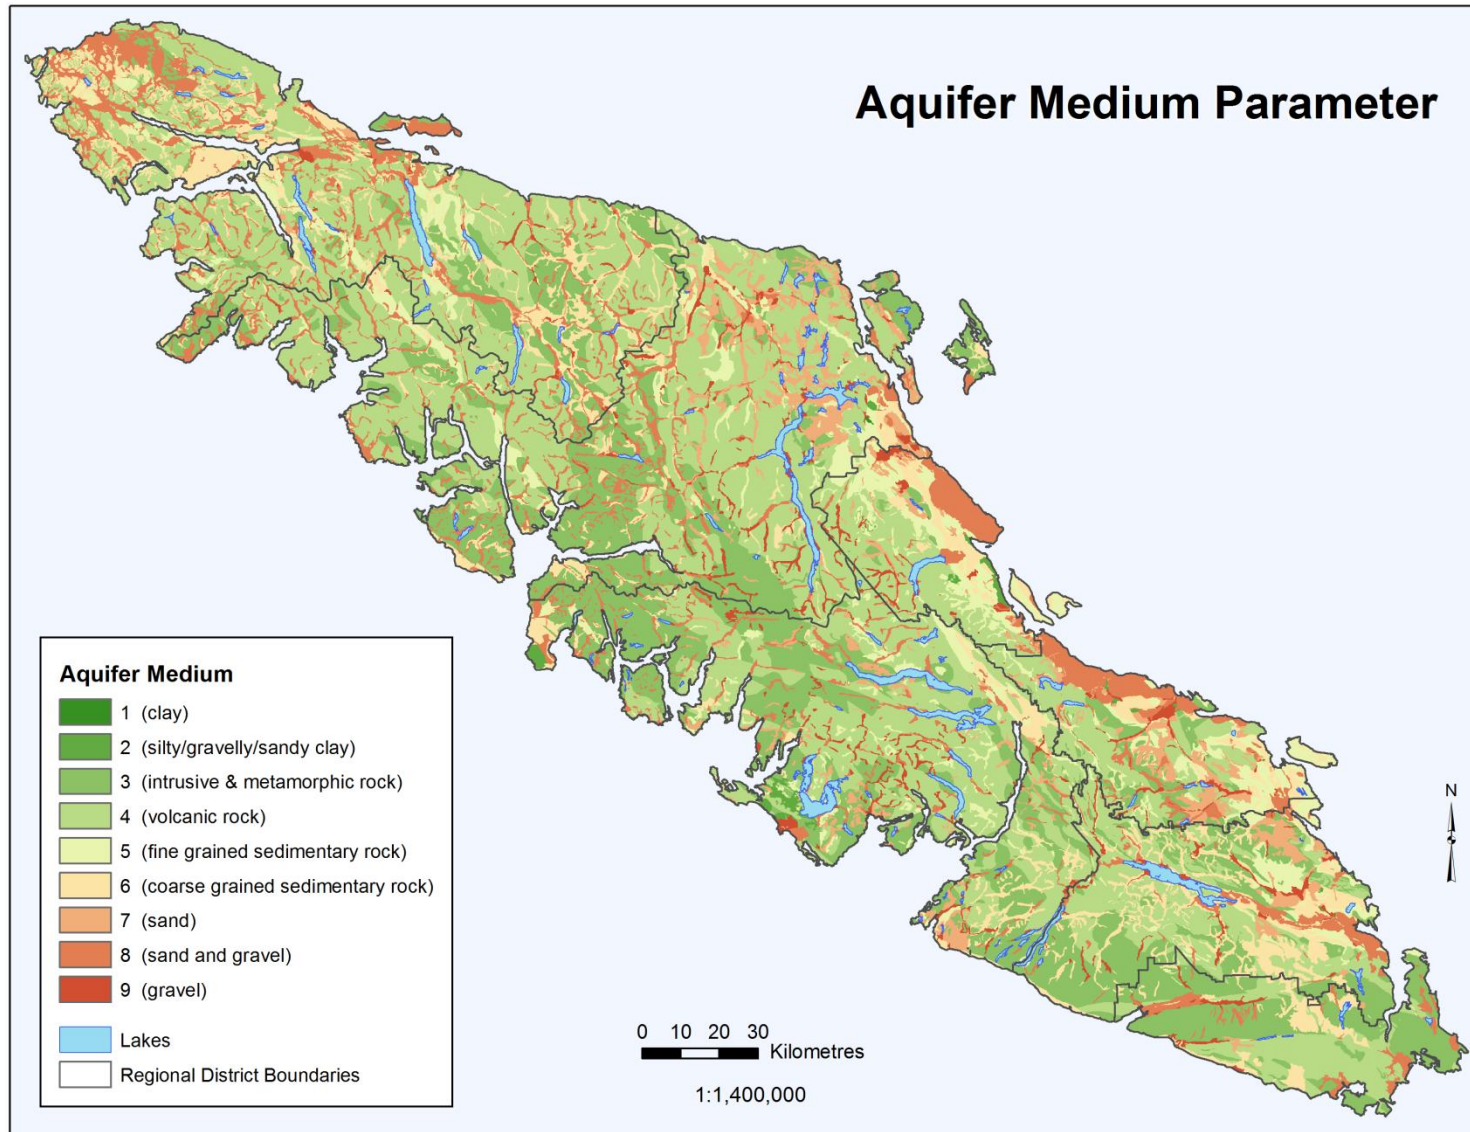 Aquifer Medium Parameter
Aquifer Medium
1 (clay)
2 (silty/gravelly/sandy clay)
3 (intrusive & metamorphic rock)
4 (volcanic rock)
5 (fine grained sedimentary rock)
6 (coarse grained sedimentary rock)
7 (sand)
8 (sand and gravel)
9 (gravel)
Lakes
Regional District Boundaries
0 10 20 30
Kilometres
1:1,400,000
N